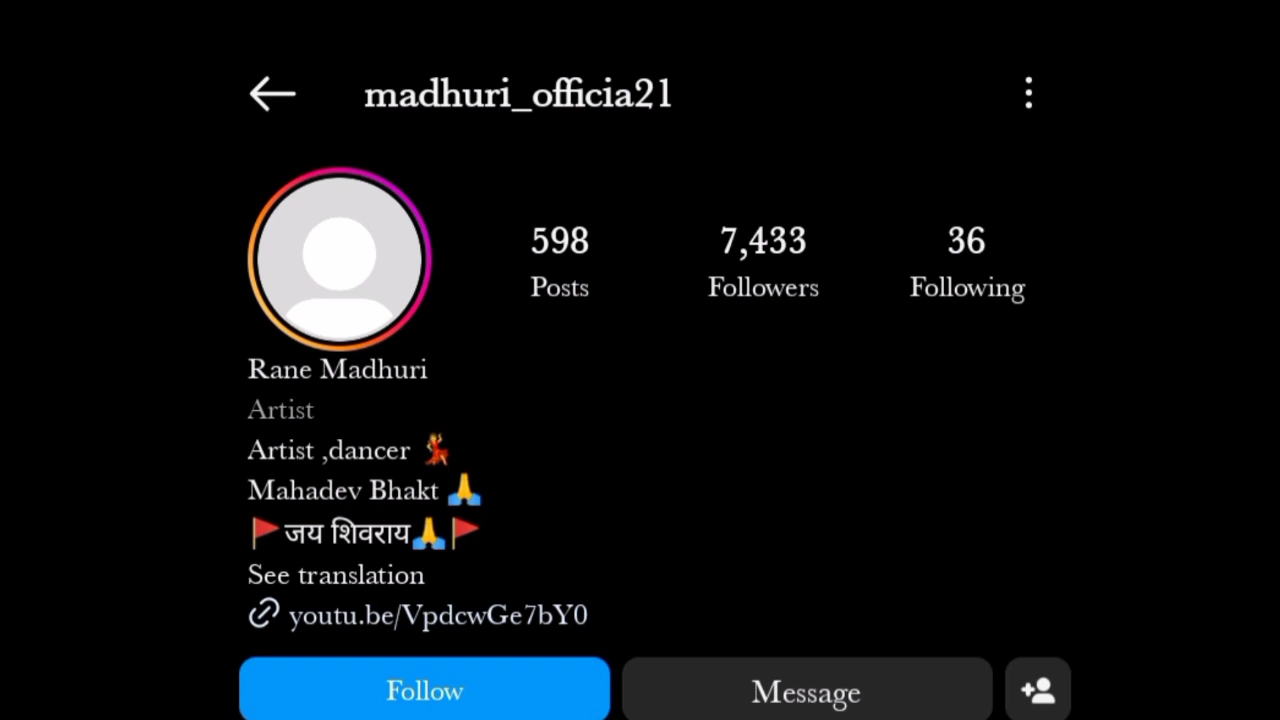 madhuri_officia21
598 7,433 36
Posts Followers Following
Rane Madhuri
Artist
Artist ,dancer 💃
Mahadev Bhakt 🙏
🚩जय शिवराय🙏🚩
See translation
youtu.be/VpdcwGe7bY0
Follow Message